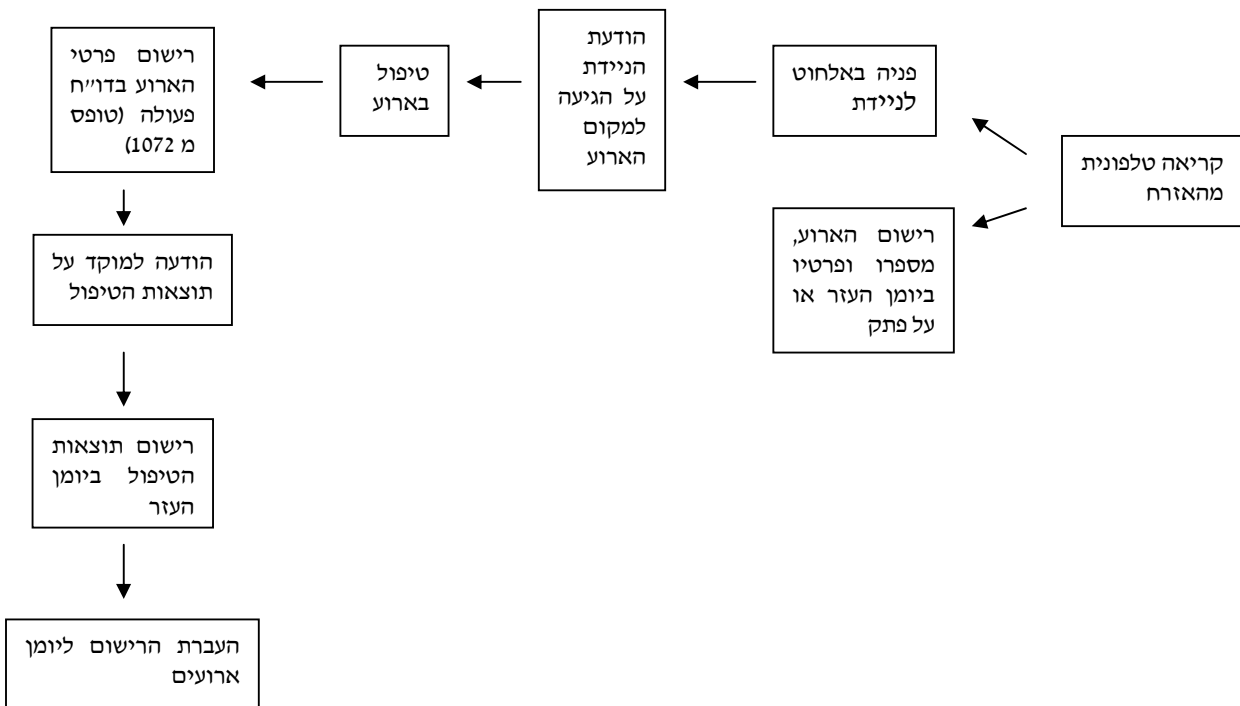 קריאה טלפונית
מהאזרח
פניה באלחוט
לניידת
רישום הארוע,
מספרו ופרטיו
ביומן העזר או
על פתק
הודעת
הניידת
על הגיעה
למקום
הארוע
טיפול
בארוע
רישום פרטי
הארוע בדו״ח
פעולה (טופס
מ 1072)
הודעה למוקד על
תוצאות הטיפול
רישום תוצאות
הטיפול ביומן
העזר
העברת הרישום ליומן
ארועים